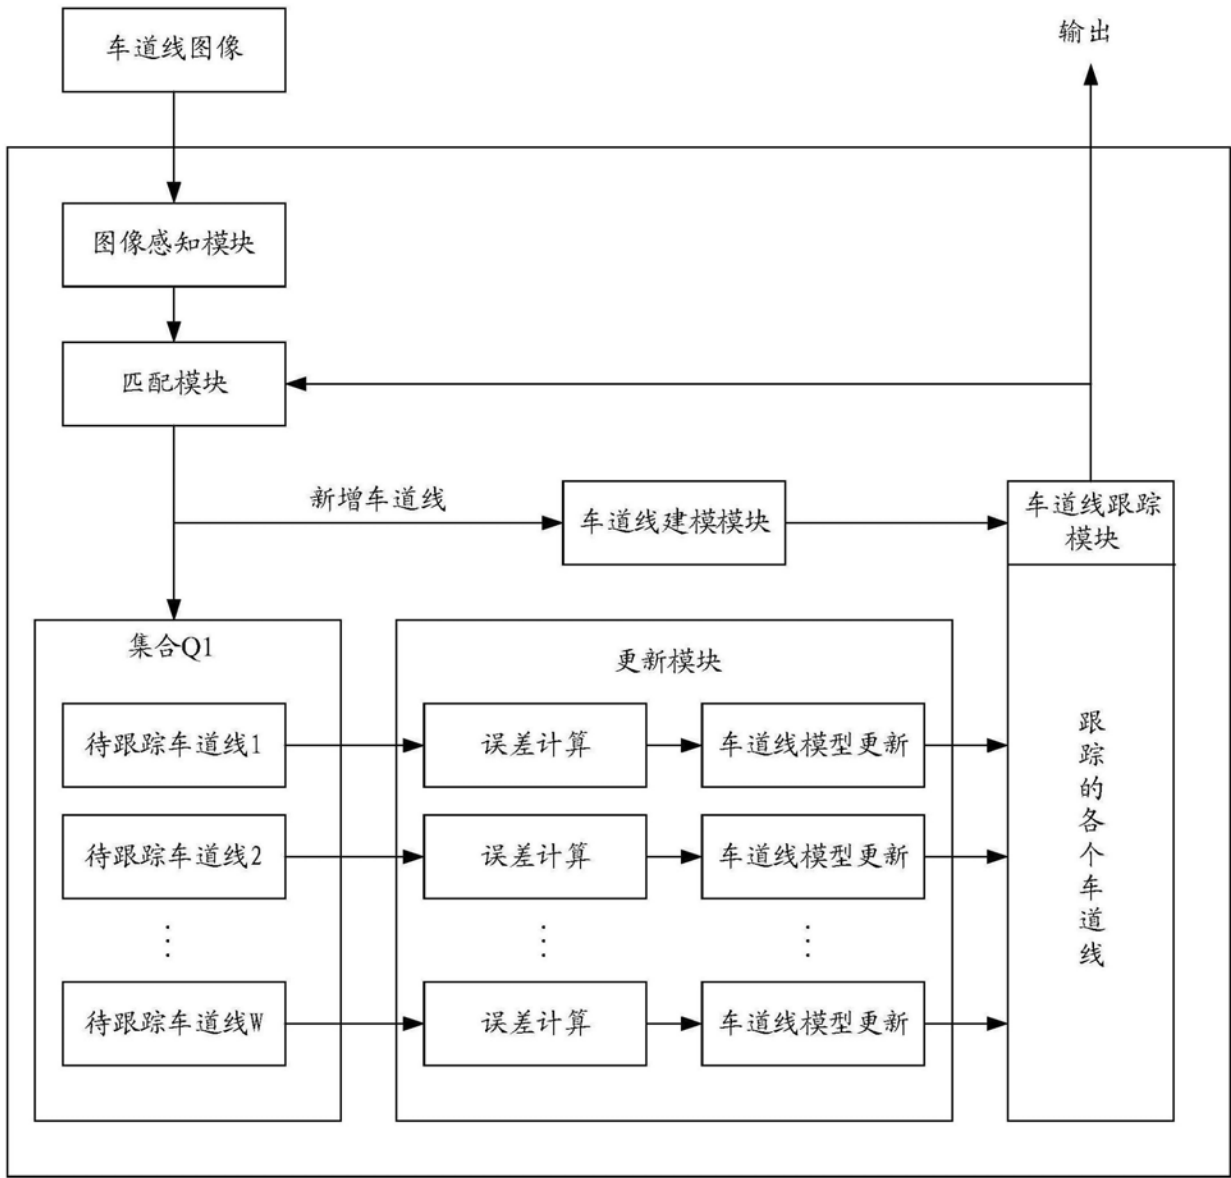 车道线图像
输出
图像感知模块
匹配模块
新增车道线
车道线建模模块
车道线跟踪
模块
集合Q1
更新模块
待跟踪车道线1
误差计算
车道线模型更新
待跟踪车道线2
误差计算
车道线模型更新
⋮
⋮
⋮
待跟踪车道线W
误差计算
车道线模型更新
跟踪的各个车道线